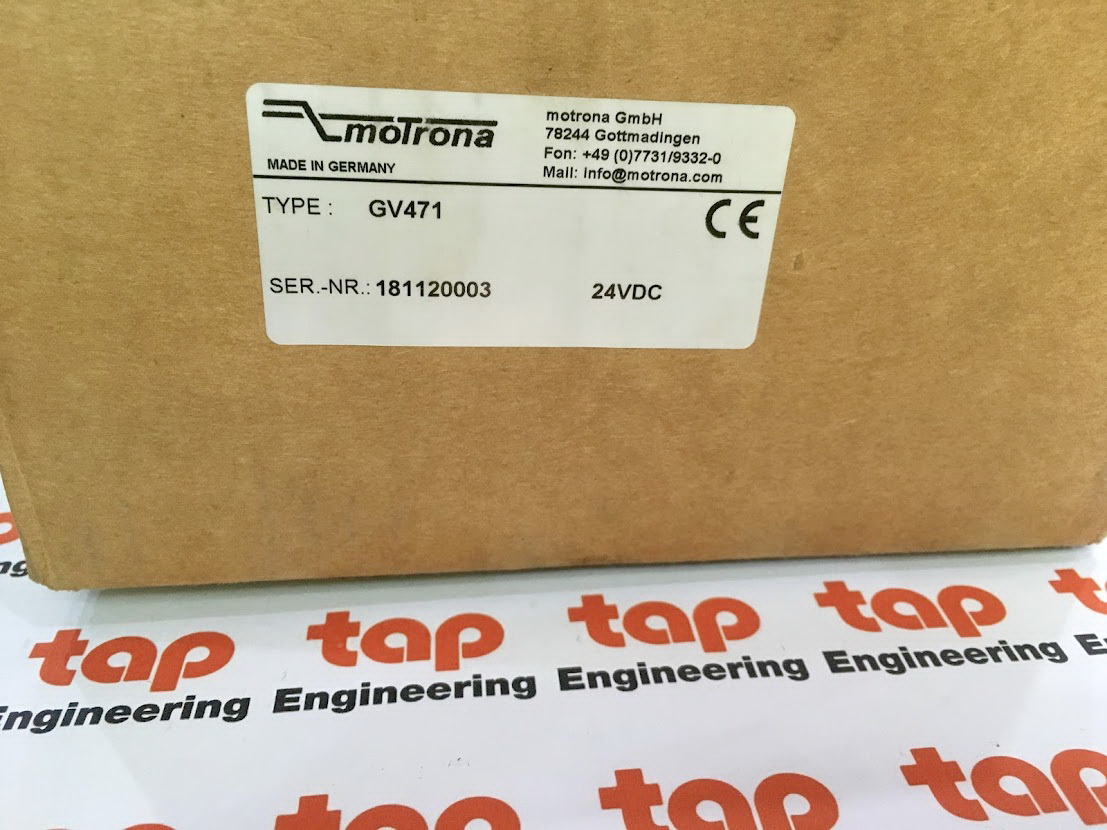 moTrona
MADE IN GERMANY
motrona GmbH
78244 Gottmadingen
Fon: +49 (0)7731/9332-0
Mail: info@motrona.com
TYPE : GV471
CE
SER.-NR.: 181120003 24VDC
tap tap tap tap
Engineering Engineering Engineering Engineering
tap tap tap